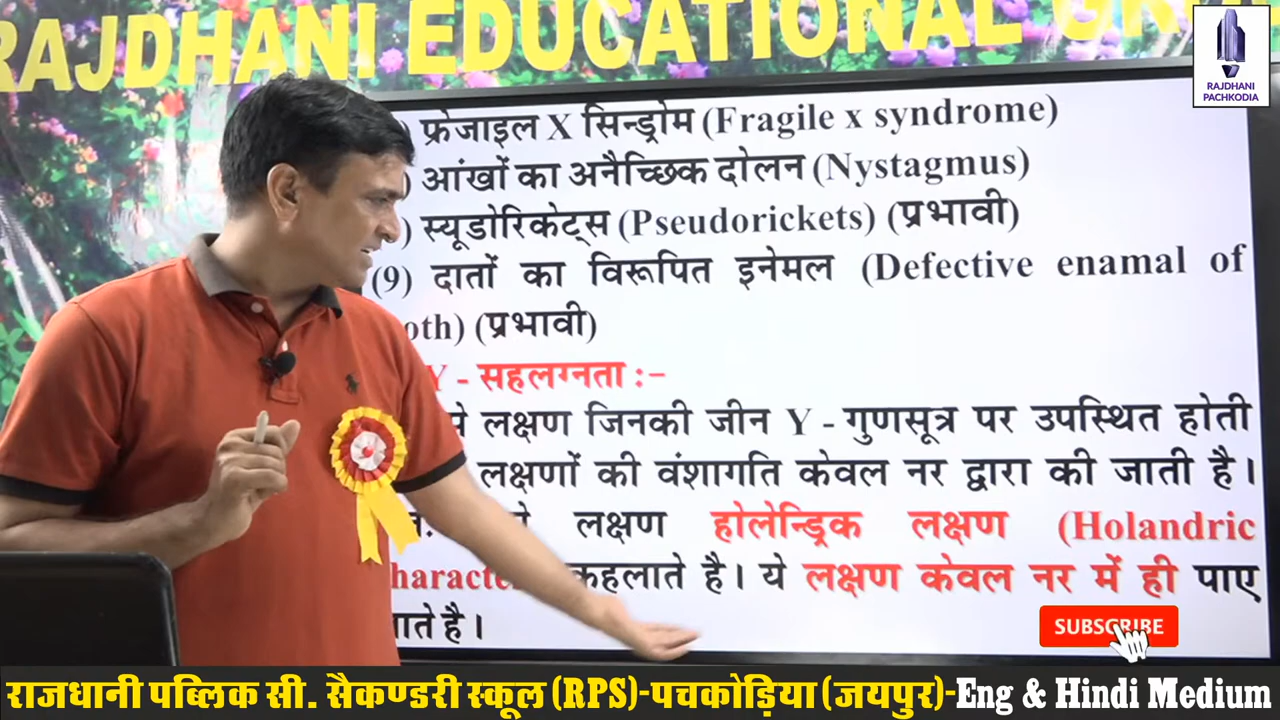 RAJDHANI EDUCATIONAL
RAJDHANI
PACHKODIA
) फ्रेजाइल X सिन्ड्रोम (Fragile x syndrome)
) आंखों का अनैच्छिक दोलन (Nystagmus)
) स्यूडोरिकेट्स (Pseudorickets) (प्रभावी)
(9) दातों का विरूपित इनेमल (Defective enamal of
oth) (प्रभावी)
Y - सहलग्नता :-
लक्षण जिनकी जीन Y - गुणसूत्र पर उपस्थित होती
लक्षणों की वंशागति केवल नर द्वारा की जाती है।
लक्षण होलेन्ड्रिक लक्षण (Holandric
haracte कहलाते है। ये लक्षण केवल नर में ही पाए
ाते है।
SUBSCRIBE
राजधानी पब्लिक सी. सैकण्डरी स्कूल (RPS)-पचकोड़िया (जयपुर)-Eng & Hindi Medium